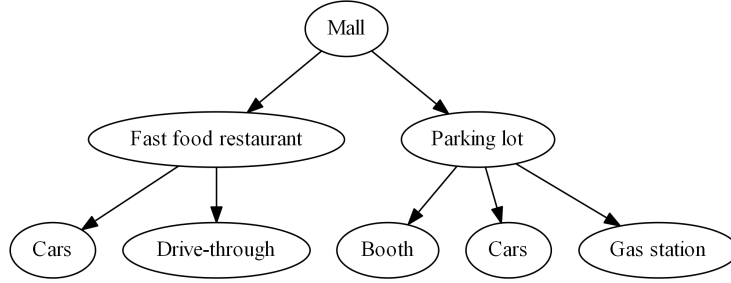 Mall
Fast food restaurant
Parking lot
Cars
Drive-through
Booth
Cars
Gas station